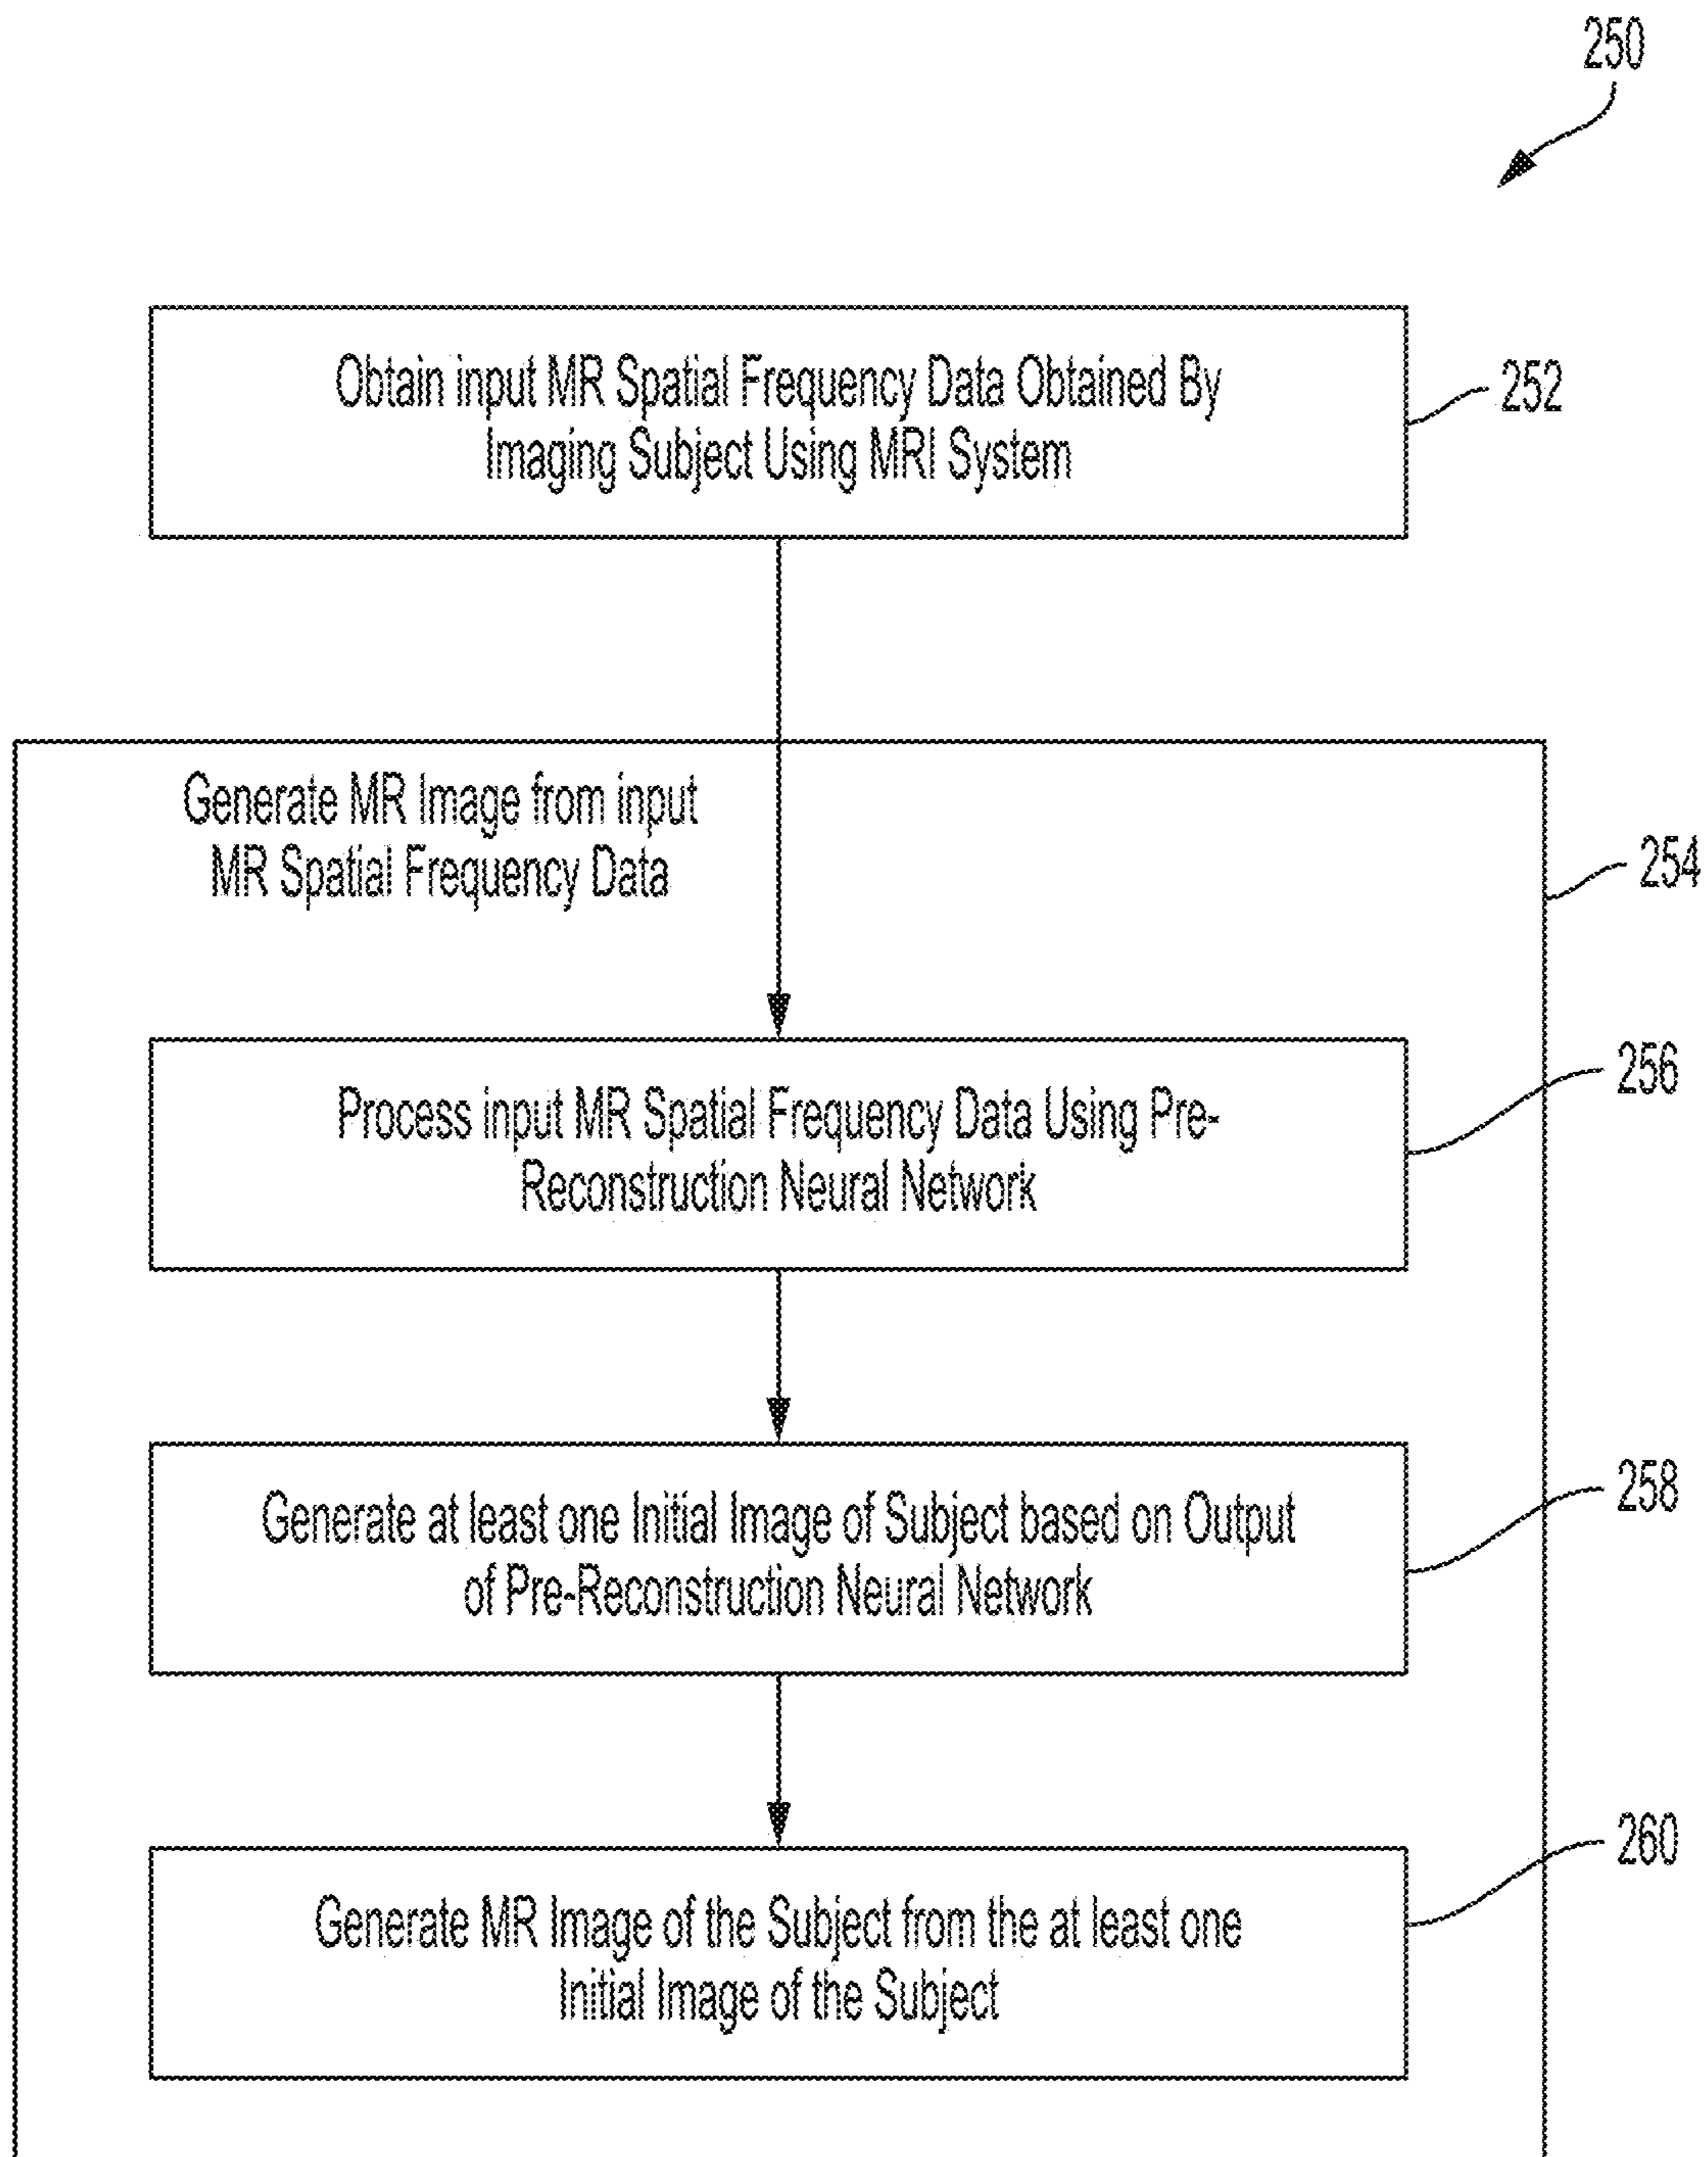 250
Obtain input MR Spatial Frequency Data Obtained By
Imaging Subject Using MRI System
252
Generate MR Image from input
MR Spatial Frequency Data
254
Process input MR Spatial Frequency Data Using Pre-
Reconstruction Neural Network
256
Generate at least one Initial Image of Subject based on Output
of Pre-Reconstruction Neural Network
258
Generate MR Image of the Subject from the at least one
Initial Image of the Subject
260